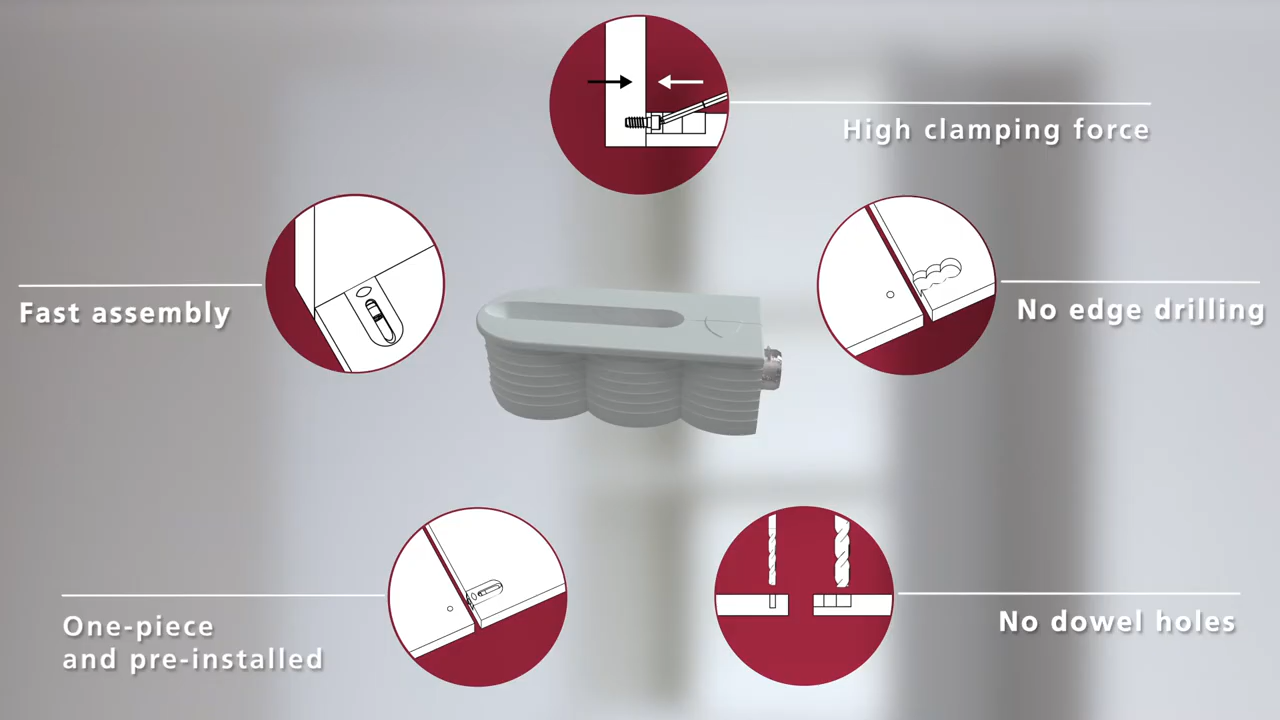 High clamping force
Fast assembly
No edge drilling
One-piece
and pre-installed
No dowel holes